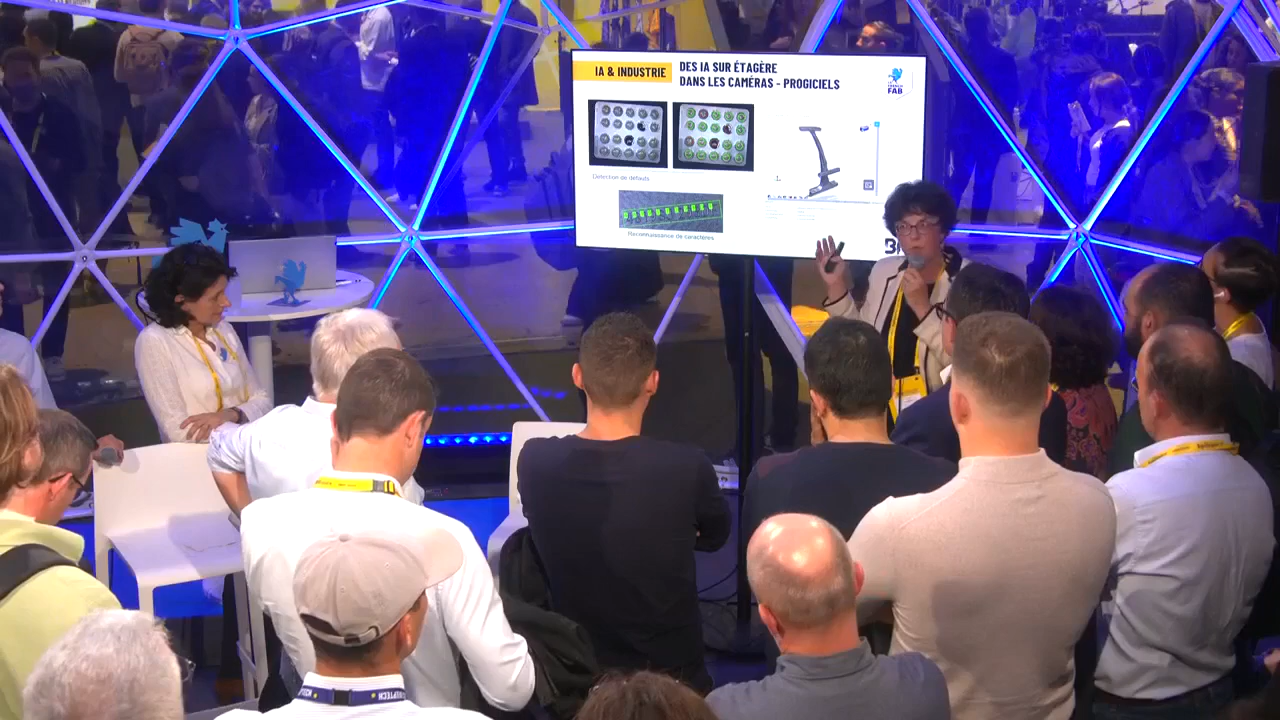 IA & INDUSTRIE
DES IA SUR ÉTAGÈRE
DANS LES CAMÉRAS - PROGICIELS
FAB
Détection de défauts
Reconnaissance de caractères